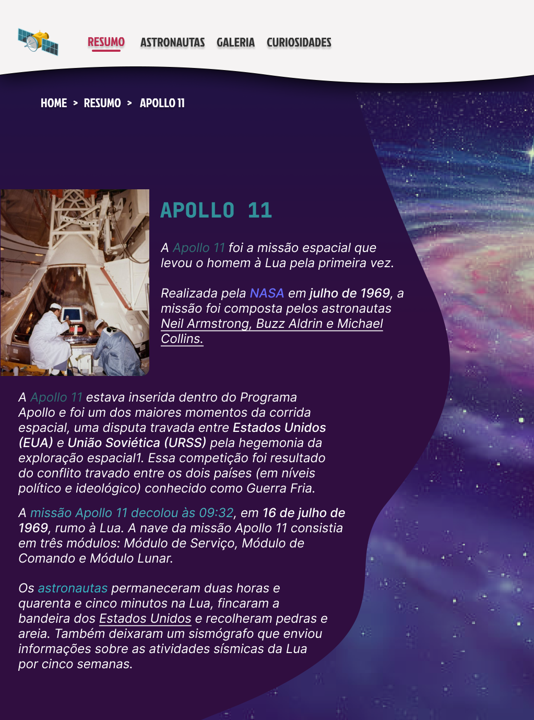 RESUMO ASTRONAUTAS GALERIA CURIOSIDADES
HOME > RESUMO > APOLLO 11
APOLLO 11
A Apollo 11 foi a missão espacial que
levou o homem à Lua pela primeira vez.
Realizada pela NASA em julho de 1969, a
missão foi composta pelos astronautas
Neil Armstrong, Buzz Aldrin e Michael
Collins.
A Apollo 11 estava inserida dentro do Programa
Apollo e foi um dos maiores momentos da corrida
espacial, uma disputa travada entre Estados Unidos
(EUA) e União Soviética (URSS) pela hegemonia da
exploração espacial1. Essa competição foi resultado
do conflito travado entre os dois países (em níveis
político e ideológico) conhecido como Guerra Fria.
A missão Apollo 11 decolou às 09:32, em 16 de julho de
1969, rumo à Lua. A nave da missão Apollo 11 consistia
em três módulos: Módulo de Serviço, Módulo de
Comando e Módulo Lunar.
Os astronautas permaneceram duas horas e
quarenta e cinco minutos na Lua, fincaram a
bandeira dos Estados Unidos e recolheram pedras e
areia. Também deixaram um sismógrafo que enviou
informações sobre as atividades sísmicas da Lua
por cinco semanas.